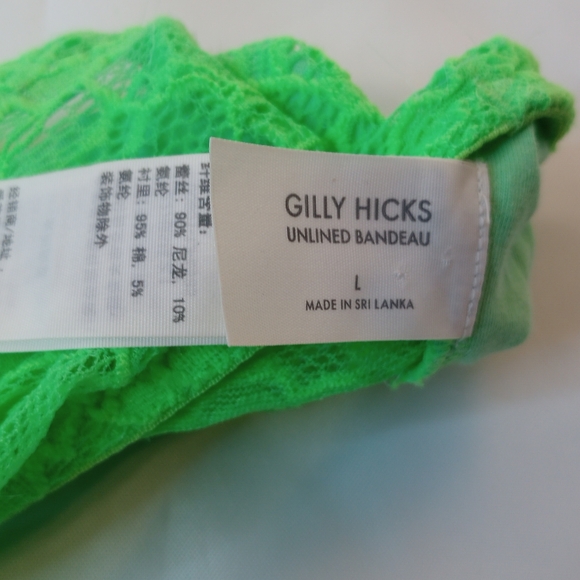 GILLY HICKS
UNLINED BANDEAU
L
MADE IN SRI LANKA
纤维含量:
蕾丝: 90% 尼龙, 10%
氨纶
衬里: 95% 棉, 5%
氨纶
装饰物除外